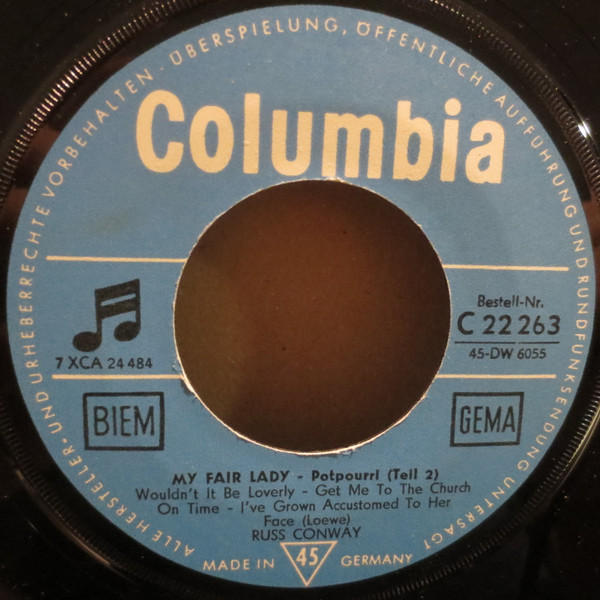 ALLE HERSTELLER- UND URHEBERRECHTE VORBEHALTEN · ÜBERSPIELUNG, ÖFFENTLICHE AUFFÜHRUNG UND RUNDFUNKSENDUNG UNTERSAGT
Columbia
Bestell-Nr.
C 22 263
7 XCA 24 484
45-DW 6055
BIEM
GEMA
MY FAIR LADY - Potpourri (Teil 2)
Wouldn't It Be Loverly - Get Me To The Church
On Time - I've Grown Accustomed To Her
Face (Loewe)
RUSS CONWAY
MADE IN 45 GERMANY